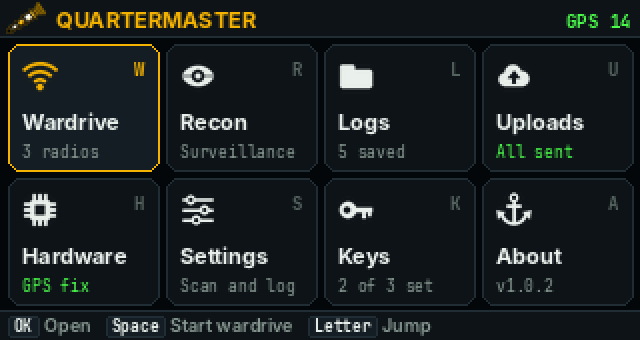 QUARTERMASTER GPS 14
W R L U
Wardrive Recon Logs Uploads
3 radios Surveillance 5 saved All sent
H S K A
Hardware Settings Keys About
GPS fix Scan and log 2 of 3 set v1.0.2
OK Open Space Start wardrive Letter Jump